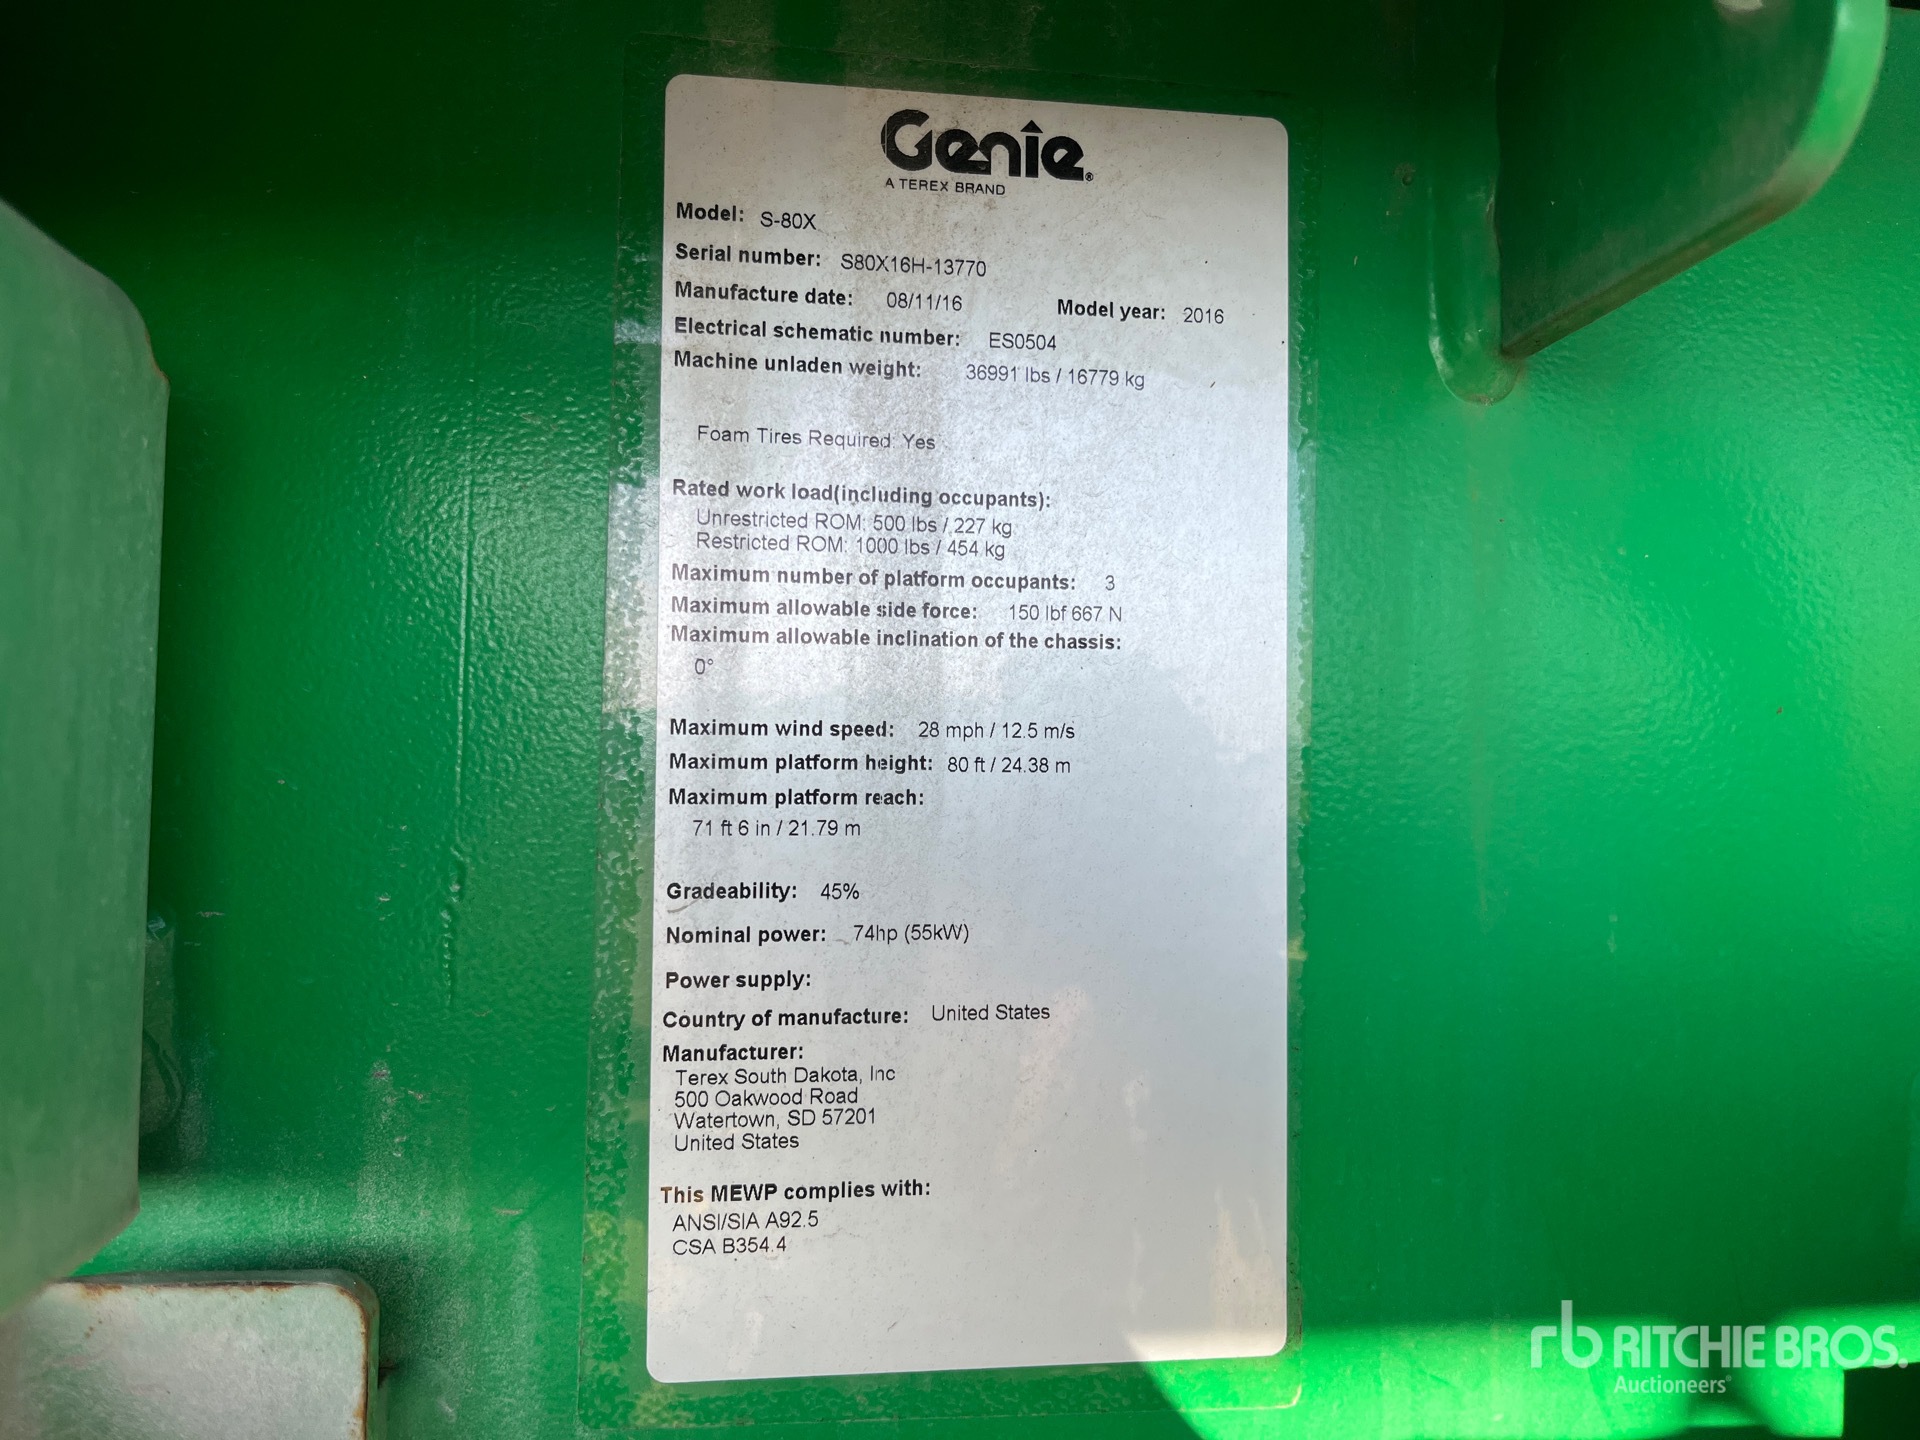 Genie®
A TEREX BRAND
Model: S-80X
Serial number: S80X16H-13770
Manufacture date: 08/11/16 Model year: 2016
Electrical schematic number: ES0504
Machine unladen weight: 36991 lbs / 16779 kg
Foam Tires Required: Yes
Rated work load(including occupants):
Unrestricted ROM: 500 lbs / 227 kg
Restricted ROM: 1000 lbs / 454 kg
Maximum number of platform occupants: 3
Maximum allowable side force: 150 lbf 667 N
Maximum allowable inclination of the chassis:
0°
Maximum wind speed: 28 mph / 12.5 m/s
Maximum platform height: 80 ft / 24.38 m
Maximum platform reach:
71 ft 6 in / 21.79 m
Gradeability: 45%
Nominal power: 74hp (55kW)
Power supply:
Country of manufacture: United States
Manufacturer:
Terex South Dakota, Inc
500 Oakwood Road
Watertown, SD 57201
United States
This MEWP complies with:
ANSI/SIA A92.5
CSA B354.4
rb RITCHIE BROS.
Auctioneers®